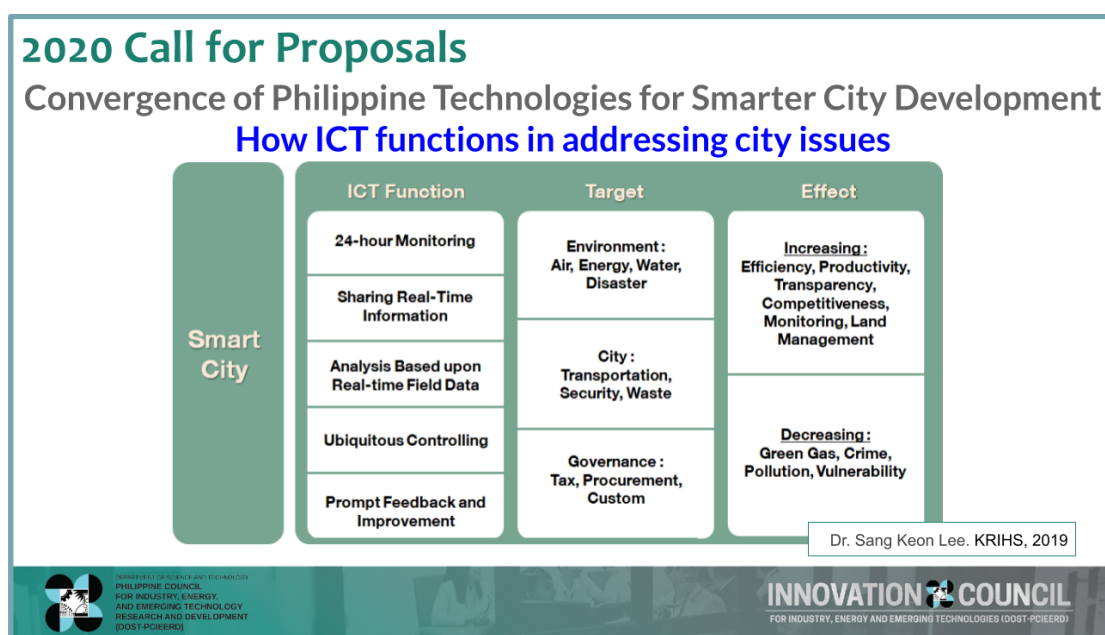 2020 Call for Proposals
Convergence of Philippine Technologies for Smarter City Development
How ICT functions in addressing city issues
Smart
City
ICT Function
24-hour Monitoring
Sharing Real-Time
Information
Analysis Based upon
Real-time Field Data
Ubiquitous Controlling
Prompt Feedback and
Improvement
Target
Environment :
Air, Energy, Water,
Disaster
City :
Transportation,
Security, Waste
Governance :
Tax, Procurement,
Custom
Effect
Increasing :
Efficiency, Productivity,
Transparency,
Competitiveness,
Monitoring, Land
Management
Decreasing :
Green Gas, Crime,
Pollution, Vulnerability
Dr. Sang Keon Lee. KRIHS, 2019
DEPARTMENT OF SCIENCE AND TECHNOLOGY
PHILIPPINE COUNCIL
FOR INDUSTRY, ENERGY,
AND EMERGING TECHNOLOGY
RESEARCH AND DEVELOPMENT
(DOST-PCIEERD)
INNOVATION COUNCIL
FOR INDUSTRY, ENERGY AND EMERGING TECHNOLOGIES (DOST-PCIEERD)